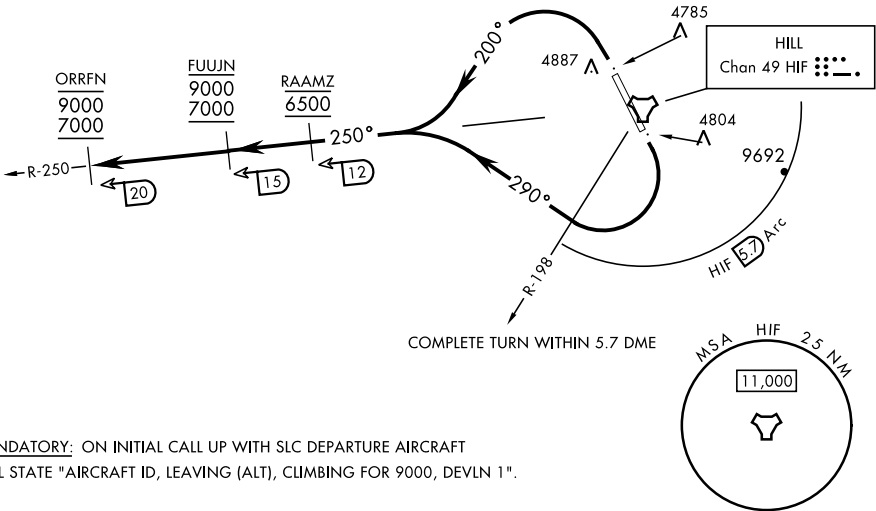 4785
HILL
Chan 49 HIF
4887
4804
9692
200°
ORRFN
9000
7000
FUUJN
9000
7000
RAAMZ
6500
250°
R-250
20
15
12
290°
R-198
HIF 5.7 Arc
COMPLETE TURN WITHIN 5.7 DME
MSA HIF 25 NM
11,000
NDATORY: ON INITIAL CALL UP WITH SLC DEPARTURE AIRCRAFT
L STATE "AIRCRAFT ID, LEAVING (ALT), CLIMBING FOR 9000, DEVLN 1".